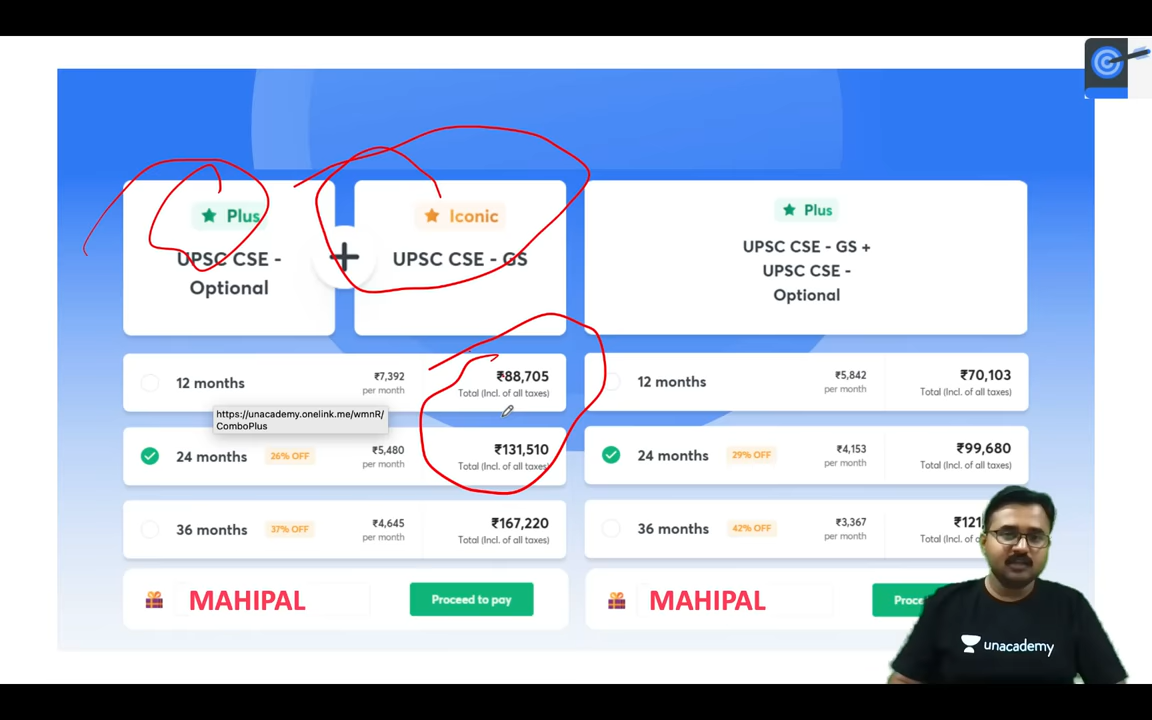 Plus
UPSC CSE -
Optional
Iconic
UPSC CSE - GS
Plus
UPSC CSE - GS +
UPSC CSE -
Optional
12 months
₹7,392
per month
₹88,705
Total (Incl. of all taxes)
https://unacademy.onelink.me/wmnR/
ComboPlus
24 months
26% OFF
₹5,480
per month
₹131,510
Total (Incl. of all taxes)
36 months
37% OFF
₹4,645
per month
₹167,220
Total (Incl. of all taxes)
MAHIPAL
Proceed to pay
12 months
₹5,842
per month
₹70,103
Total (Incl. of all taxes)
24 months
29% OFF
₹4,153
per month
₹99,680
Total (Incl. of all taxes)
36 months
42% OFF
₹3,367
per month
Total (Incl. of a
MAHIPAL
unacademy